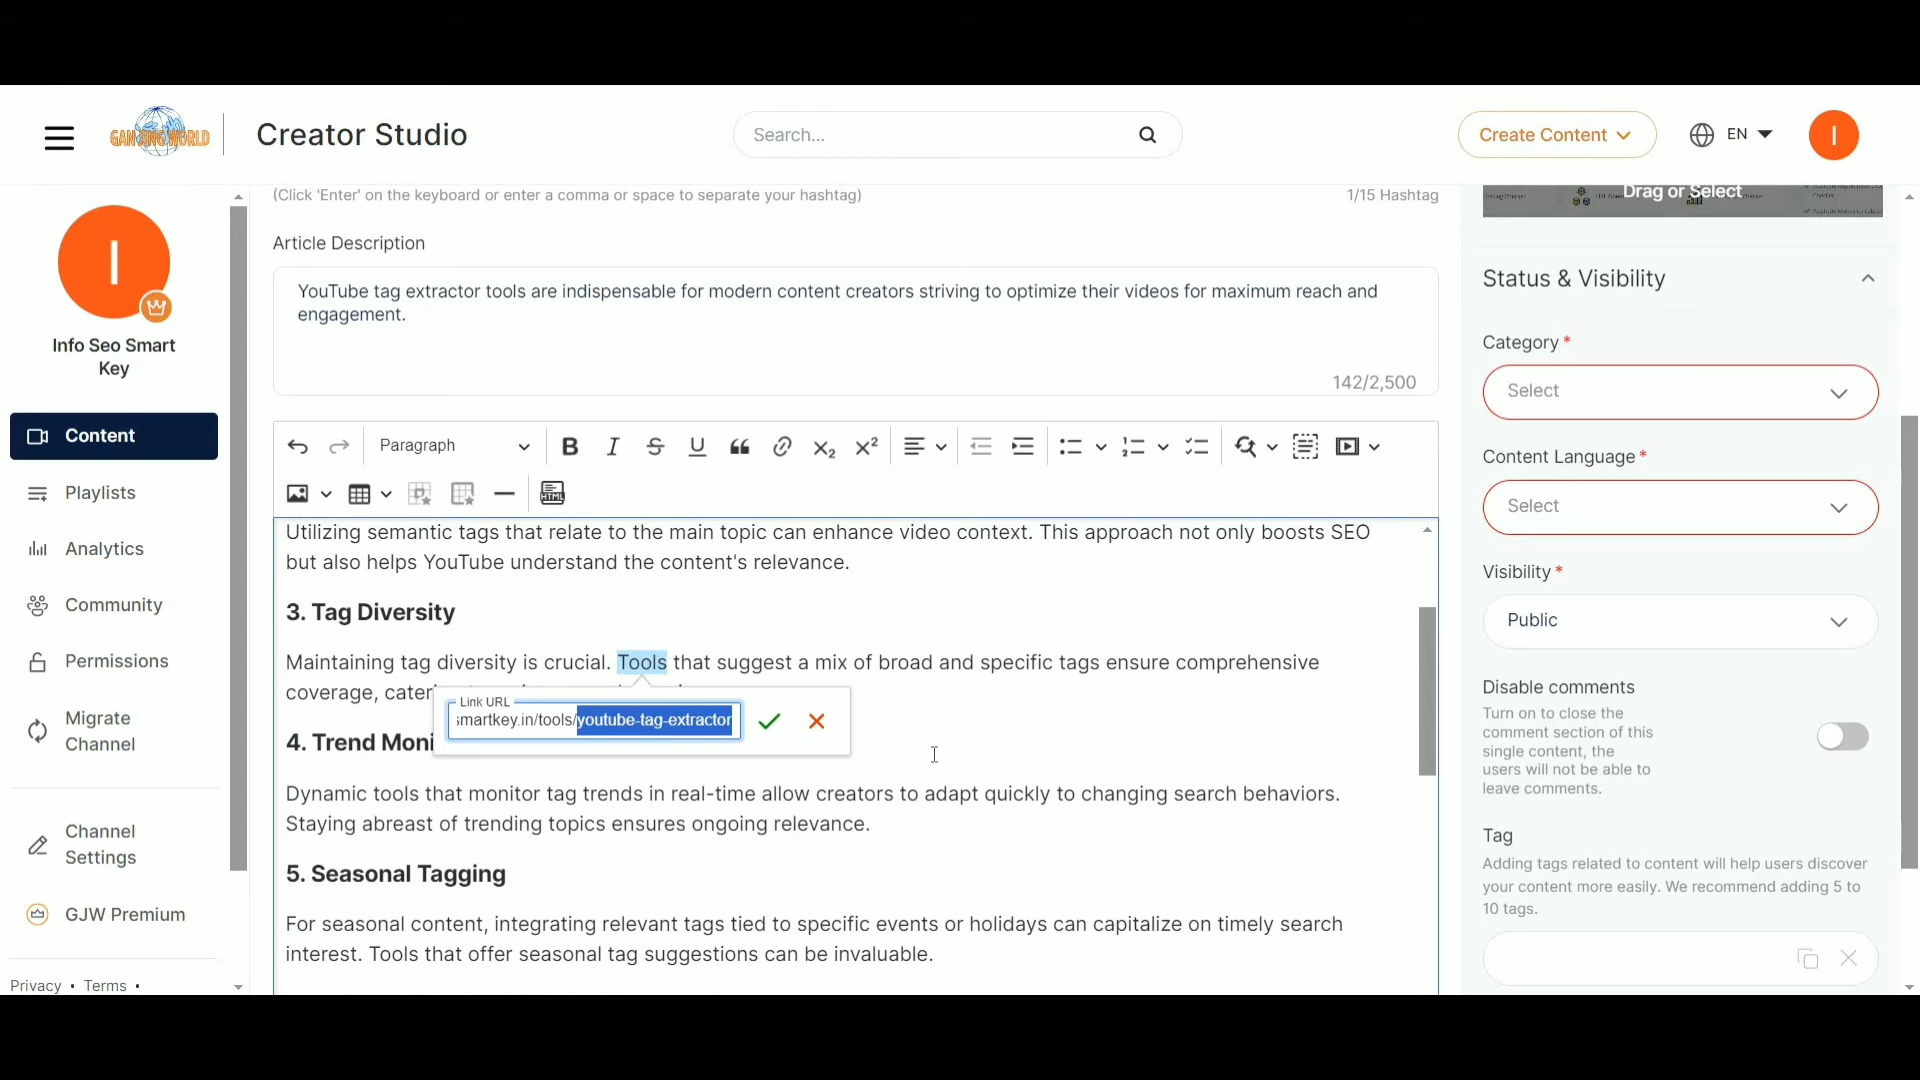 GANJING WORLD
Creator Studio
Search...
Create Content
EN
I
(Click 'Enter' on the keyboard or enter a comma or space to separate your hashtag)
1/15 Hashtag
Drag or Select
I
Info Seo Smart
Key
Content
Playlists
Analytics
Community
Permissions
Migrate
Channel
Channel
Settings
GJW Premium
Privacy • Terms •
Article Description
YouTube tag extractor tools are indispensable for modern content creators striving to optimize their videos for maximum reach and
engagement.
142/2,500
Paragraph
HTML
Utilizing semantic tags that relate to the main topic can enhance video context. This approach not only boosts SEO
but also helps YouTube understand the content's relevance.
3. Tag Diversity
Maintaining tag diversity is crucial. Tools that suggest a mix of broad and specific tags ensure comprehensive
coverage,
Link URL
smartkey.in/tools/youtube-tag-extractor
4. Trend Moni
Dynamic tools that monitor tag trends in real-time allow creators to adapt quickly to changing search behaviors.
Staying abreast of trending topics ensures ongoing relevance.
5. Seasonal Tagging
For seasonal content, integrating relevant tags tied to specific events or holidays can capitalize on timely search
interest. Tools that offer seasonal tag suggestions can be invaluable.
Status & Visibility
Category *
Select
Content Language *
Select
Visibility *
Public
Disable comments
Turn on to close the
comment section of this
single content, the
users will not be able to
leave comments.
Tag
Adding tags related to content will help users discover
your content more easily. We recommend adding 5 to
10 tags.